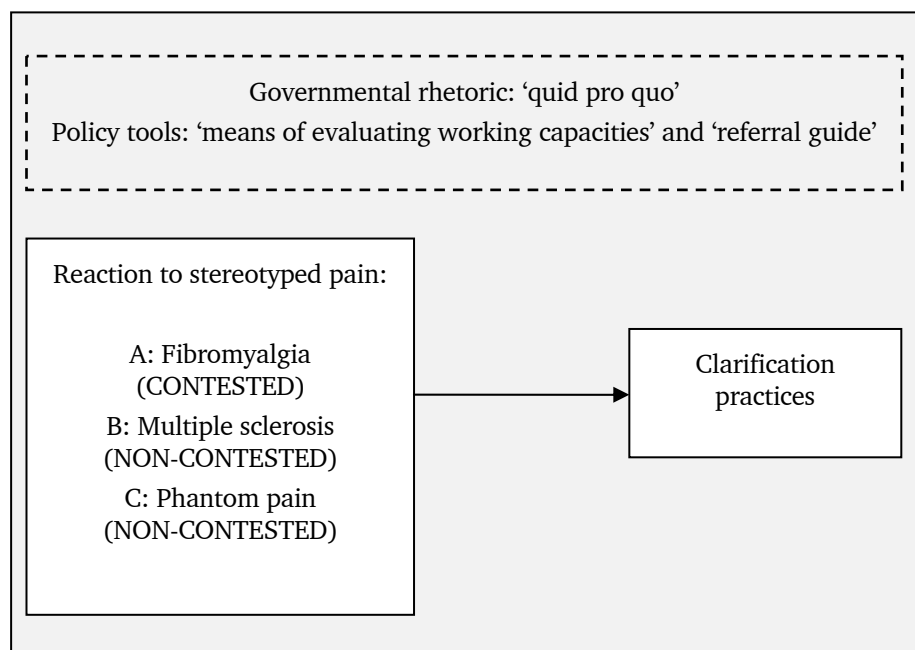 Governmental rhetoric: ‘quid pro quo’
Policy tools: ‘means of evaluating working capacities’ and ‘referral guide’
Reaction to stereotyped pain:
A: Fibromyalgia
(CONTESTED)
B: Multiple sclerosis
(NON-CONTESTED)
C: Phantom pain
(NON-CONTESTED)
Clarification
practices